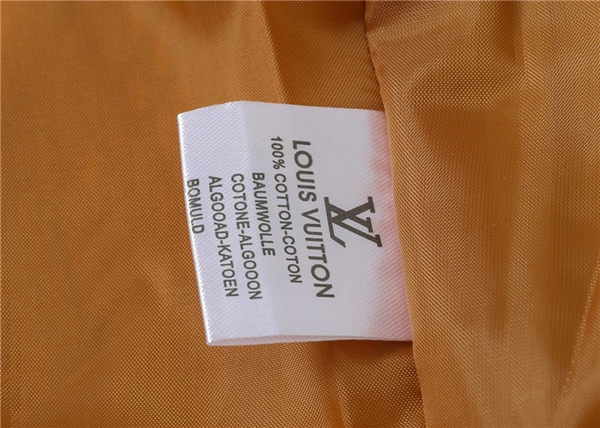 LV
LOUIS VUITTON
100% COTTON-COTON
BAUMWOLLE
COTONE-ALGOOON
ALGOOAD-KATOEN
BOMULD